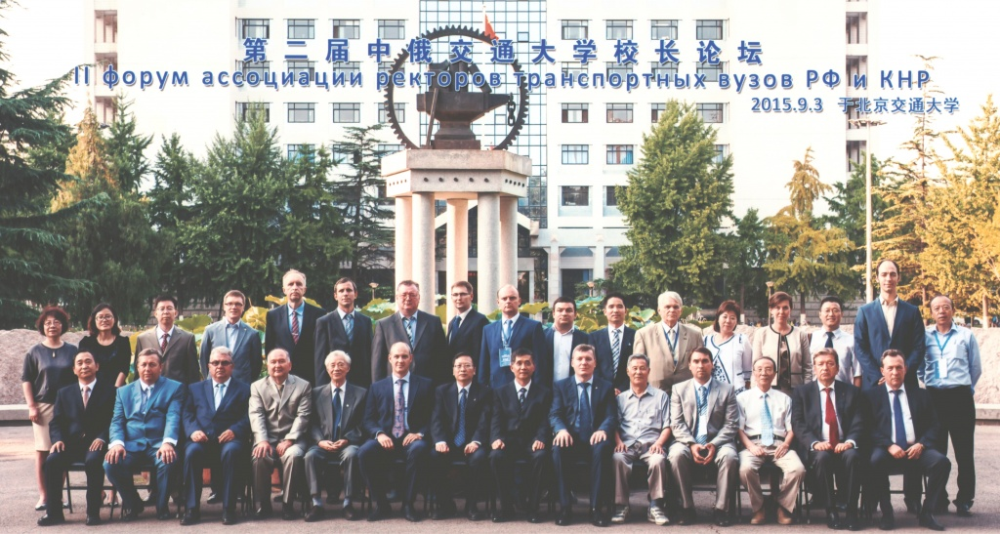 第二届中俄交通大学校长论坛
II форум ассоциации ректоров транспортных вузов РФ и КНР
2015.9.3 于北京交通大学